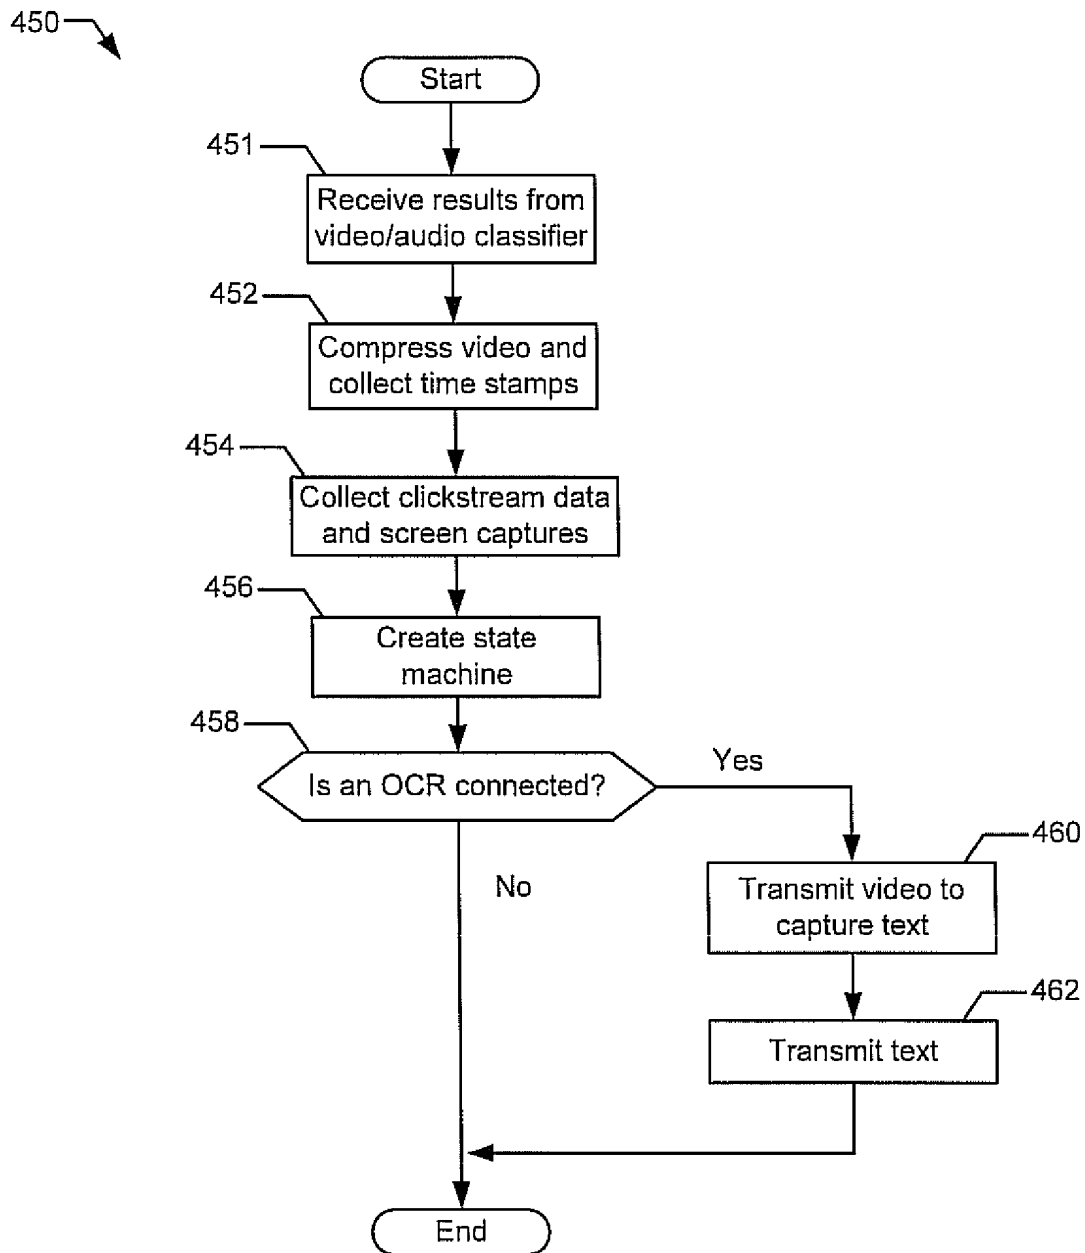 450
Start
451
Receive results from
video/audio classifier
452
Compress video and
collect time stamps
454
Collect clickstream data
and screen captures
456
Create state
machine
458
Is an OCR connected?
Yes
No
460
Transmit video to
capture text
462
Transmit text
End